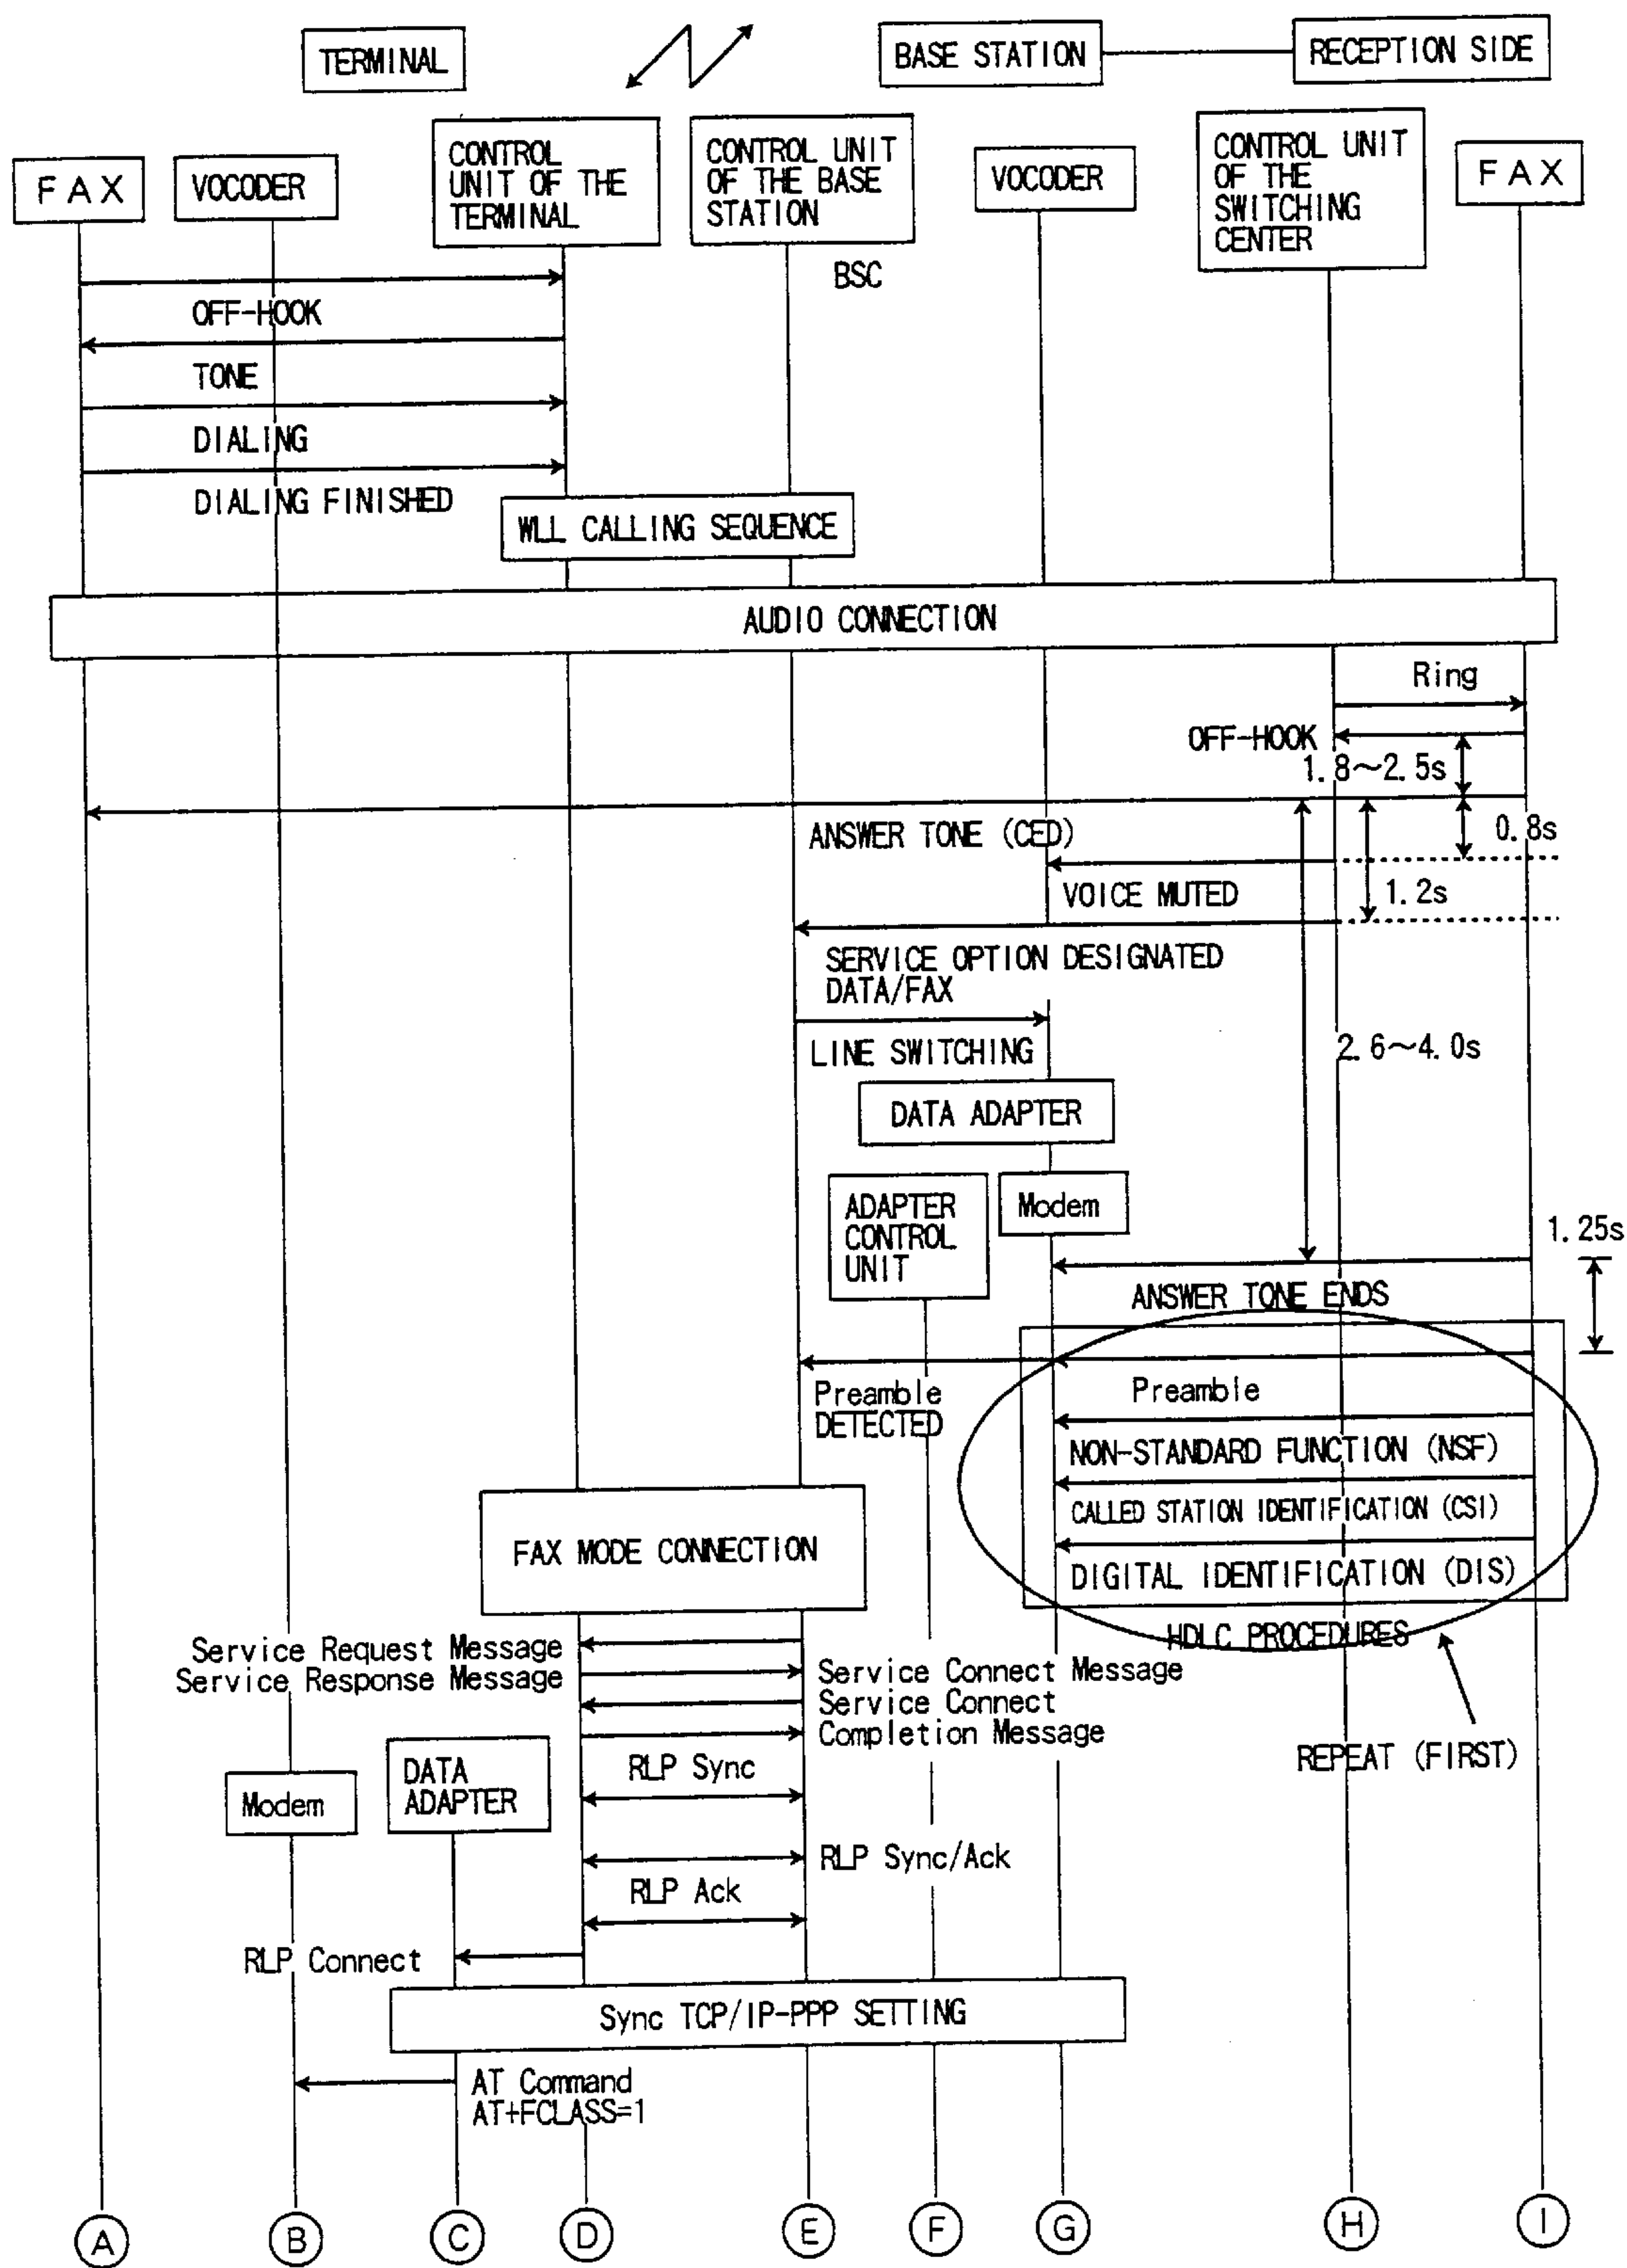 TERMINAL
BASE STATION
RECEPTION SIDE
FAX
VOCODER
CONTROL
UNIT OF THE
TERMINAL
CONTROL UNIT
OF THE BASE
STATION
VOCODER
CONTROL UNIT
OF THE
SWITCHING
CENTER
FAX
BSC
OFF-HOOK
TONE
DIALING
DIALING FINISHED
WLL CALLING SEQUENCE
AUDIO CONNECTION
Ring
OFF-HOOK
1.8～2.5s
ANSWER TONE (CED)
0.8s
VOICE MUTED
1.2s
SERVICE OPTION DESIGNATED
DATA/FAX
LINE SWITCHING
2.6～4.0s
DATA ADAPTER
ADAPTER
CONTROL
UNIT
Modem
1.25s
ANSWER TONE ENDS
Preamble
DETECTED
Preamble
NON-STANDARD FUNCTION (NSF)
CALLED STATION IDENTIFICATION (CSI)
FAX MODE CONNECTION
DIGITAL IDENTIFICATION (DIS)
HDLC PROCEDURES
Service Request Message
Service Response Message
Service Connect Message
Service Connect
Completion Message
REPEAT (FIRST)
RLP Sync
Modem
DATA
ADAPTER
RLP Sync/Ack
RLP Ack
RLP Connect
Sync TCP/IP-PPP SETTING
AT Command
AT+FCLASS=1
A
B
C
D
E
F
G
H
I